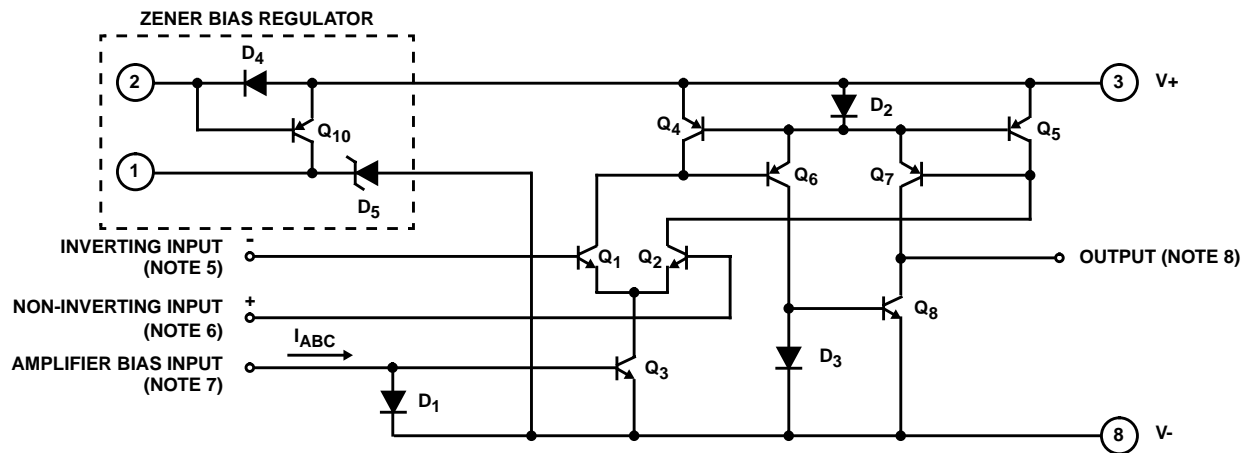 ZENER BIAS REGULATOR
D4
2
3 V+
Q10
Q4
D2
Q5
1
D5
Q6
Q7
INVERTING INPUT -
(NOTE 5)
Q1
Q2
OUTPUT (NOTE 8)
NON-INVERTING INPUT +
(NOTE 6)
Q8
IABC
AMPLIFIER BIAS INPUT
(NOTE 7)
Q3
D3
D1
8 V-